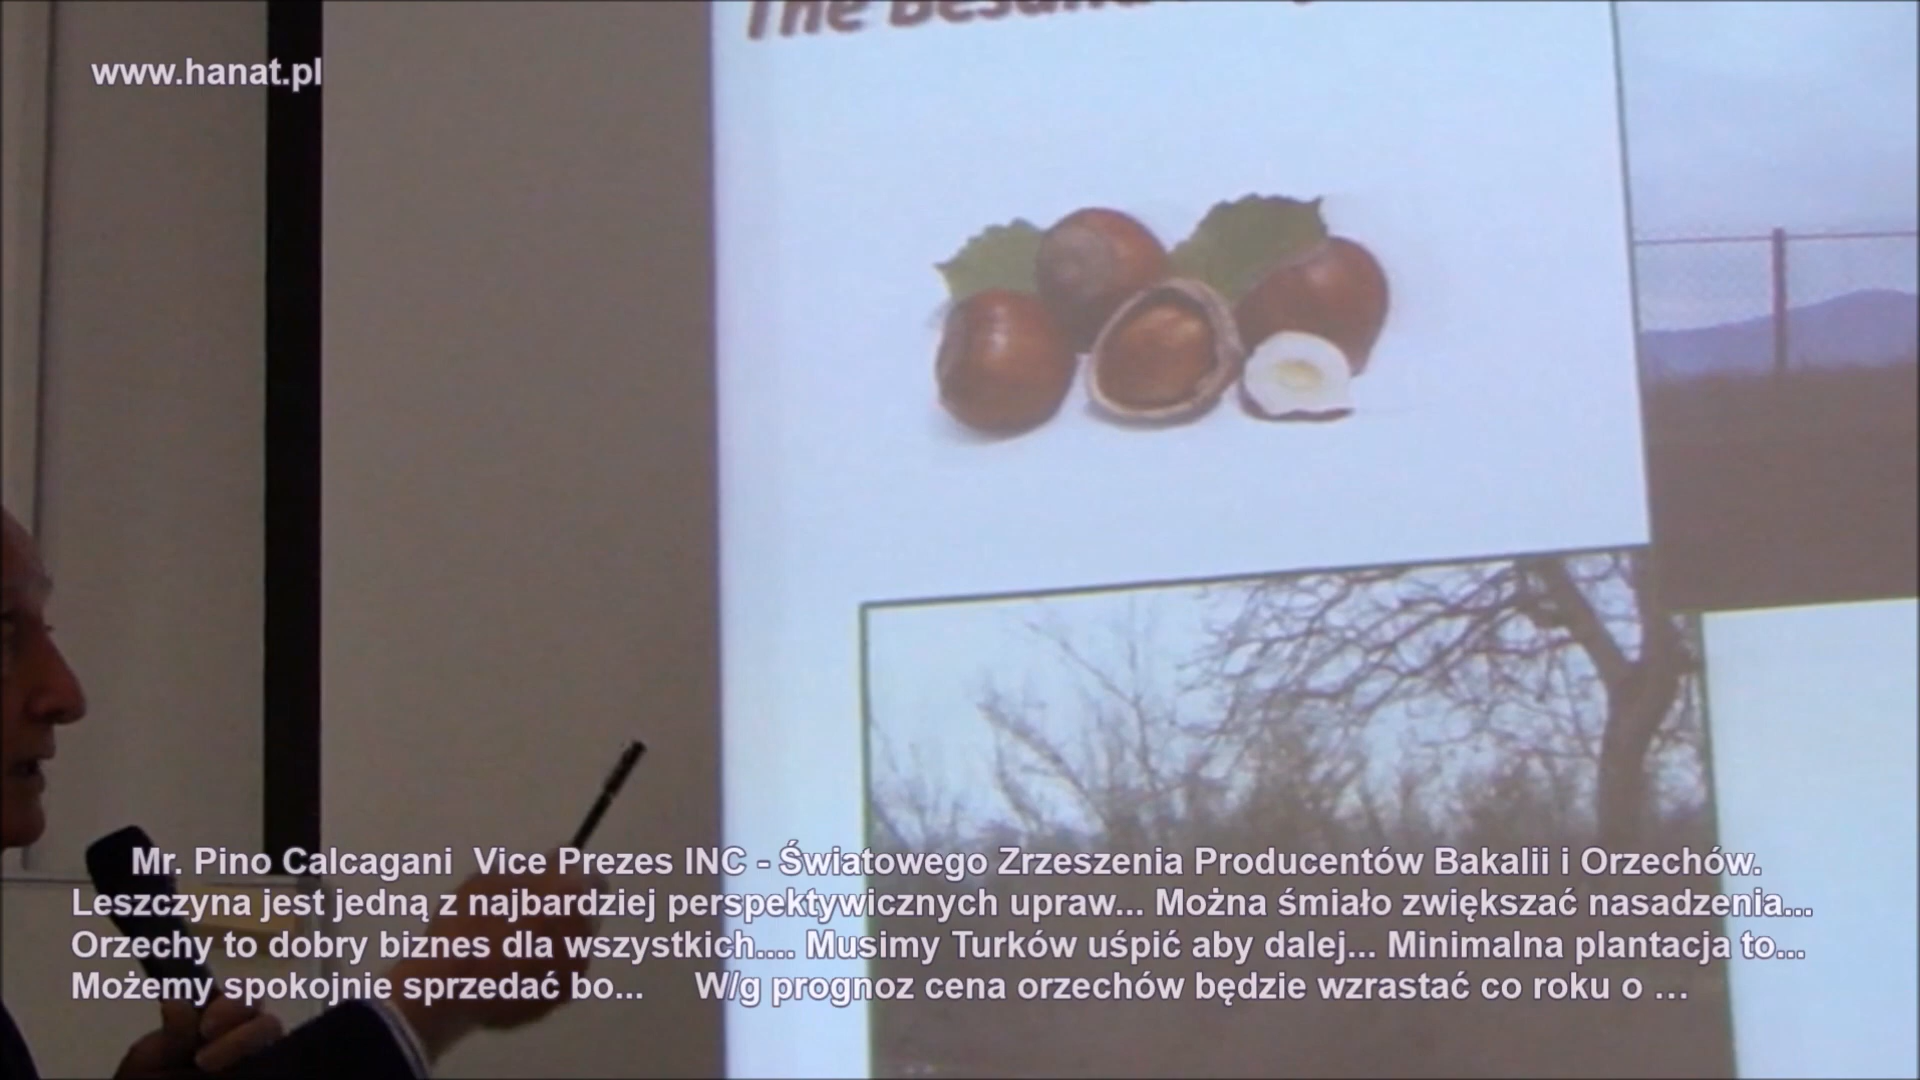 The
www.hanat.pl
Mr. Pino Calcagani Vice Prezes INC - Światowego Zrzeszenia Producentów Bakalii i Orzechów.
Leszczyna jest jedną z najbardziej perspektywicznych upraw... Można śmiało zwiększać nasadzenia...
Orzechy to dobry biznes dla wszystkich.... Musimy Turków uśpić aby dalej... Minimalna plantacja to...
Możemy spokojnie sprzedać bo... W/g prognoz cena orzechów będzie wzrastać co roku o ...